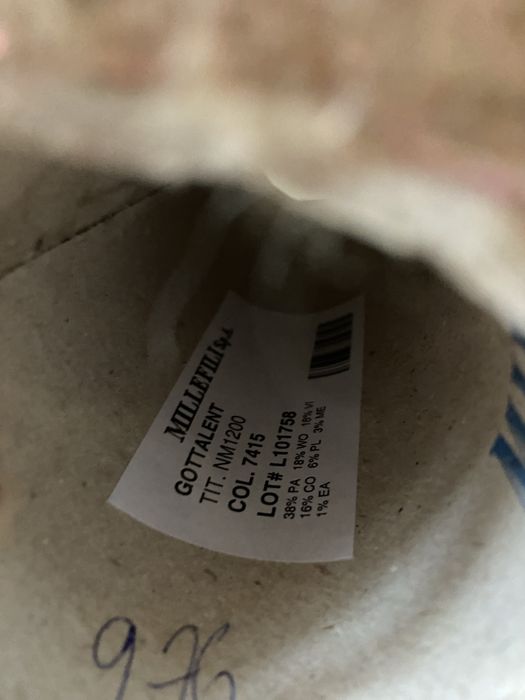 MILLEFILI S.p.A.
GOTTALENT
TIT. NM1200
COL. 7415
LOT# L101758
38% PA 18% WO 18% VI
16% CO 6% PL 3% ME
1% EA
976